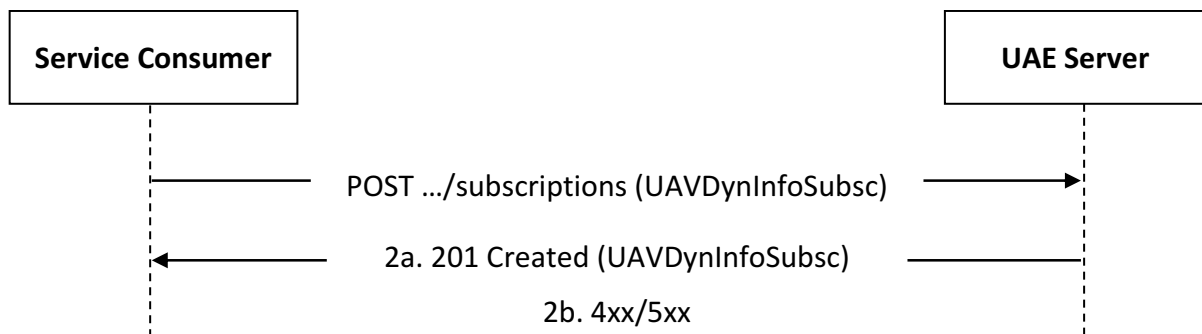 Service Consumer
UAE Server
POST …/subscriptions (UAVDynInfoSubsc)
2a. 201 Created (UAVDynInfoSubsc)
2b. 4xx/5xx